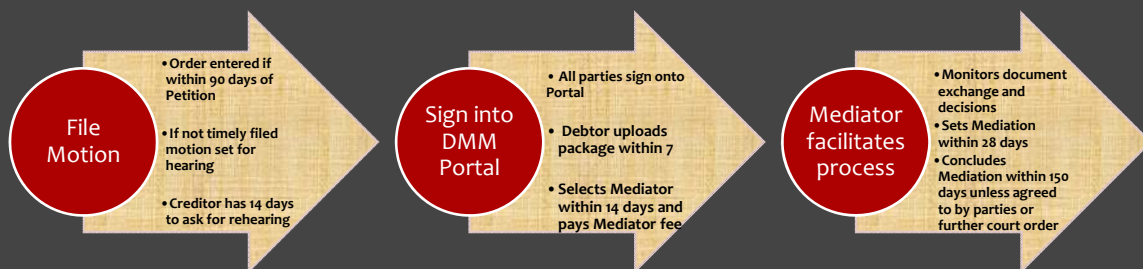 File
Motion
• Order entered if
within 90 days of
Petition
• If not timely filed
motion set for
hearing
• Creditor has 14 days
to ask for rehearing
Sign into
DMM
Portal
• All parties sign onto
Portal
• Debtor uploads
package within 7
• Selects Mediator
within 14 days and
pays Mediator fee
Mediator
facilitates
process
• Monitors document
exchange and
decisions
• Sets Mediation
within 28 days
• Concludes
Mediation within 150
days unless agreed
to by parties or
further court order